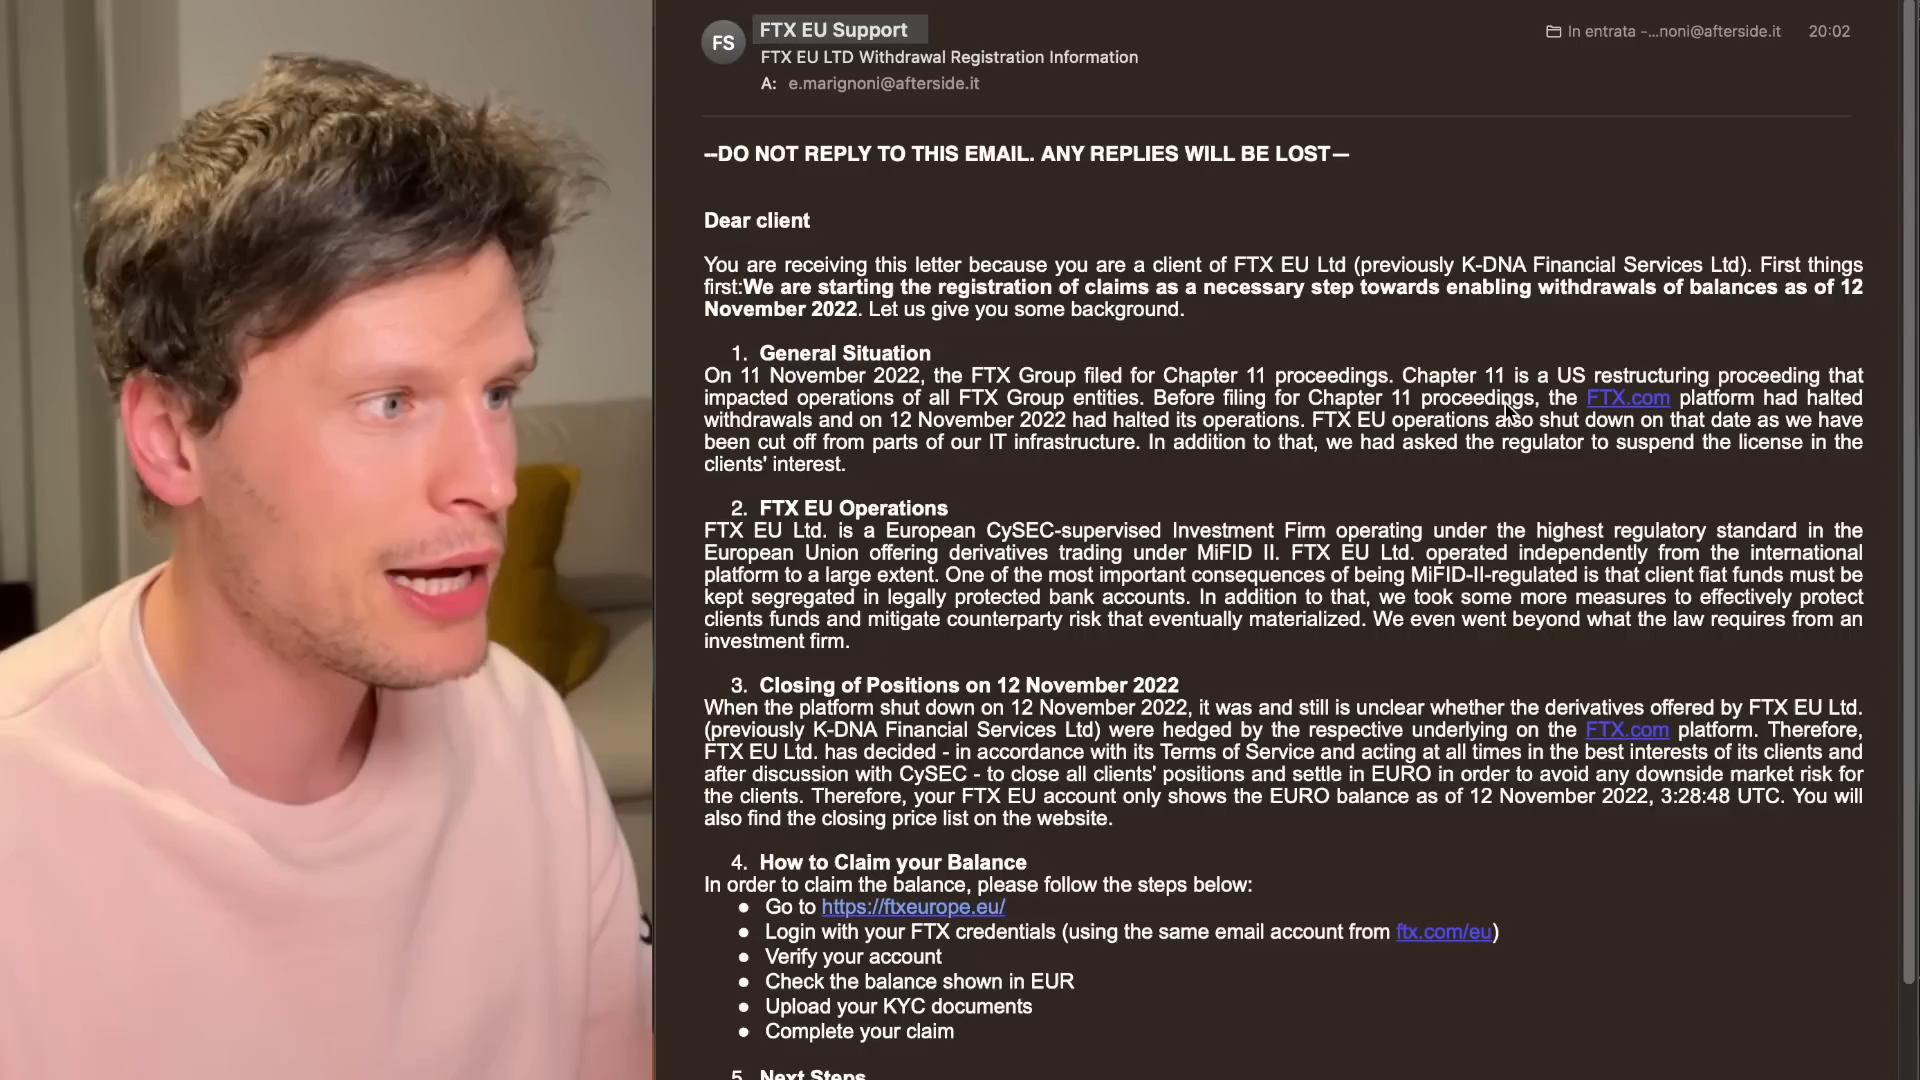 FS
FTX EU Support
In entrata -...noni@afterside.it 20:02
FTX EU LTD Withdrawal Registration Information
A: e.marignoni@afterside.it
--DO NOT REPLY TO THIS EMAIL. ANY REPLIES WILL BE LOST—
Dear client
You are receiving this letter because you are a client of FTX EU Ltd (previously K-DNA Financial Services Ltd). First things
first:We are starting the registration of claims as a necessary step towards enabling withdrawals of balances as of 12
November 2022. Let us give you some background.
1. General Situation
On 11 November 2022, the FTX Group filed for Chapter 11 proceedings. Chapter 11 is a US restructuring proceeding that
impacted operations of all FTX Group entities. Before filing for Chapter 11 proceedings, the FTX.com platform had halted
withdrawals and on 12 November 2022 had halted its operations. FTX EU operations also shut down on that date as we have
been cut off from parts of our IT infrastructure. In addition to that, we had asked the regulator to suspend the license in the
clients' interest.
2. FTX EU Operations
FTX EU Ltd. is a European CySEC-supervised Investment Firm operating under the highest regulatory standard in the
European Union offering derivatives trading under MiFID II. FTX EU Ltd. operated independently from the international
platform to a large extent. One of the most important consequences of being MiFID-II-regulated is that client fiat funds must be
kept segregated in legally protected bank accounts. In addition to that, we took some more measures to effectively protect
clients funds and mitigate counterparty risk that eventually materialized. We even went beyond what the law requires from an
investment firm.
3. Closing of Positions on 12 November 2022
When the platform shut down on 12 November 2022, it was and still is unclear whether the derivatives offered by FTX EU Ltd.
(previously K-DNA Financial Services Ltd) were hedged by the respective underlying on the FTX.com platform. Therefore,
FTX EU Ltd. has decided - in accordance with its Terms of Service and acting at all times in the best interests of its clients and
after discussion with CySEC - to close all clients' positions and settle in EURO in order to avoid any downside market risk for
the clients. Therefore, your FTX EU account only shows the EURO balance as of 12 November 2022, 3:28:48 UTC. You will
also find the closing price list on the website.
4. How to Claim your Balance
In order to claim the balance, please follow the steps below:
● Go to https://ftxeurope.eu/
● Login with your FTX credentials (using the same email account from ftx.com/eu)
● Verify your account
● Check the balance shown in EUR
● Upload your KYC documents
● Complete your claim
5. Next Steps